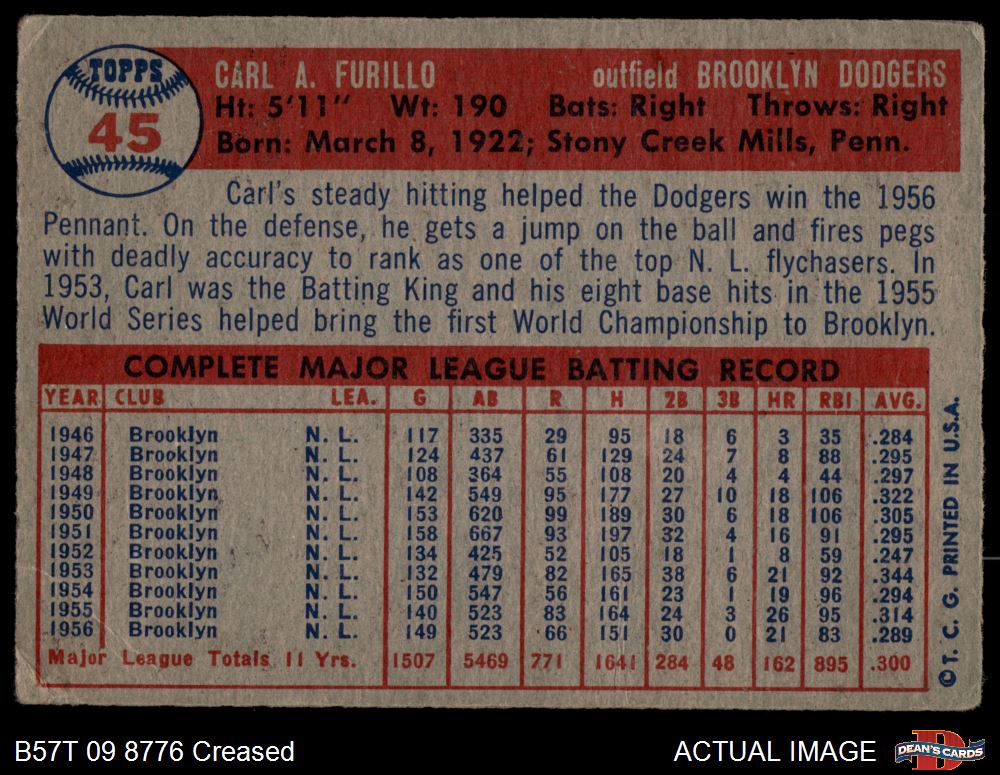 TOPPS
45
CARL A. FURILLO outfield BROOKLYN DODGERS
Ht: 5'11" Wt: 190 Bats: Right Throws: Right
Born: March 8, 1922; Stony Creek Mills, Penn.
Carl's steady hitting helped the Dodgers win the 1956
Pennant. On the defense, he gets a jump on the ball and fires pegs
with deadly accuracy to rank as one of the top N. L. flychasers. In
1953, Carl was the Batting King and his eight base hits in the 1955
World Series helped bring the first World Championship to Brooklyn.
COMPLETE MAJOR LEAGUE BATTING RECORD
YEAR CLUB LEA. G AB R H 2B 3B HR RBI AVG.
1946 Brooklyn N. L. 117 335 29 95 18 6 3 35 .284
1947 Brooklyn N. L. 124 437 61 129 24 7 8 88 .295
1948 Brooklyn N. L. 108 364 55 108 20 4 4 44 .297
1949 Brooklyn N. L. 142 549 95 177 27 10 18 106 .322
1950 Brooklyn N. L. 153 620 99 189 30 6 18 106 .305
1951 Brooklyn N. L. 158 667 93 197 32 4 16 91 .295
1952 Brooklyn N. L. 134 425 52 105 18 1 8 59 .247
1953 Brooklyn N. L. 132 479 82 165 38 6 21 92 .344
1954 Brooklyn N. L. 150 547 56 161 23 1 19 96 .294
1955 Brooklyn N. L. 140 523 83 164 24 3 26 95 .314
1956 Brooklyn N. L. 149 523 66 151 30 0 21 83 .289
Major League Totals 11 Yrs. 1507 5469 771 1641 284 48 162 895 .300
©T. C. G. PRINTED IN U.S.A.
B57T 09 8776 Creased
ACTUAL IMAGE
DEAN'S CARDS